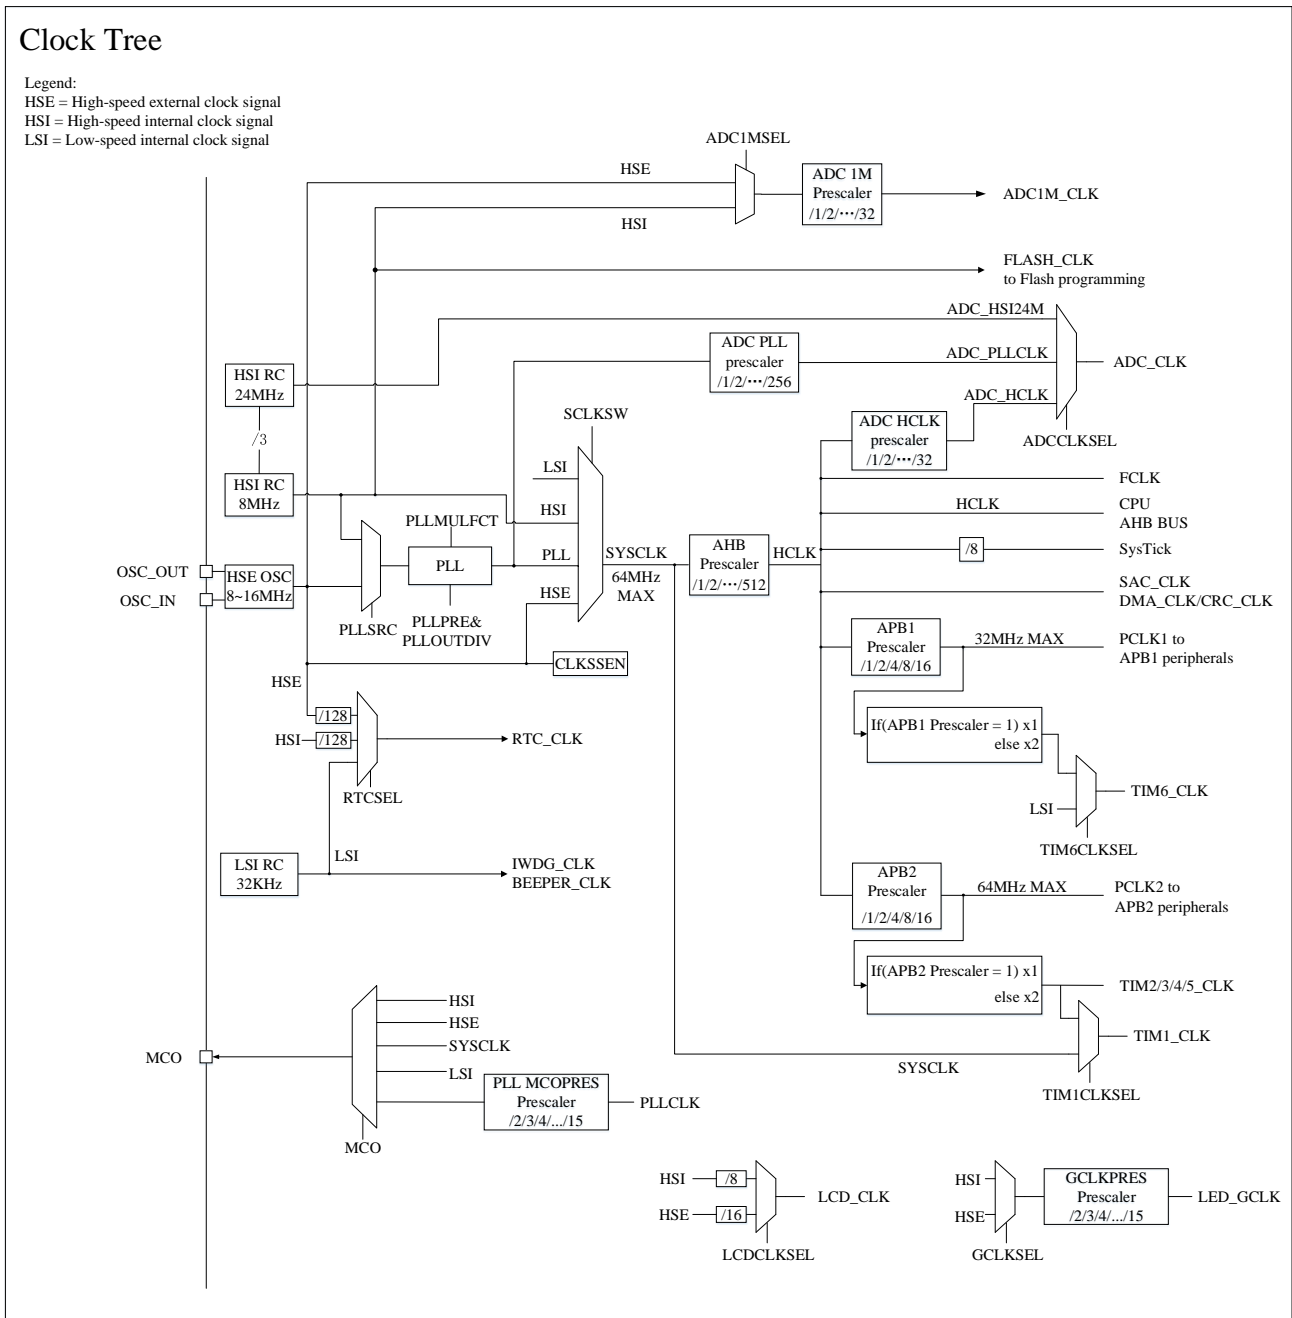 Clock Tree
Legend:
HSE = High-speed external clock signal
HSI = High-speed internal clock signal
LSI = Low-speed internal clock signal
ADC1MSEL
HSE
HSI
ADC 1M
Prescaler
/1/2/···/32
ADC1M_CLK
FLASH_CLK
to Flash programming
ADC_HSI24M
ADC PLL
prescaler
/1/2/···/256
ADC_PLLCLK
ADC_CLK
HSI RC
24MHz
ADC_HCLK
ADCCLKSEL
ADC HCLK
prescaler
/1/2/···/32
/3
SCLKSW
HSI RC
8MHz
LSI
HSI
PLL
HSE
PLLMULFCT
PLL
PLLPRE&
PLLOUTDIV
PLLSRC
OSC_OUT
OSC_IN
HSE OSC
8~16MHz
SYSCLK
64MHz
MAX
AHB
Prescaler
/1/2/···/512
HCLK
FCLK
HCLK
CPU
AHB BUS
/8
SysTick
SAC_CLK
DMA_CLK/CRC_CLK
APB1
Prescaler
/1/2/4/8/16
32MHz MAX
PCLK1 to
APB1 peripherals
CLKSSEN
HSE
/128
HSI
/128
RTC_CLK
RTCSEL
If(APB1 Prescaler = 1) x1
else x2
TIM6_CLK
LSI
TIM6CLKSEL
LSI RC
32KHz
LSI
IWDG_CLK
BEEPER_CLK
APB2
Prescaler
/1/2/4/8/16
64MHz MAX
PCLK2 to
APB2 peripherals
If(APB2 Prescaler = 1) x1
else x2
TIM2/3/4/5_CLK
TIM1_CLK
SYSCLK
TIM1CLKSEL
MCO
HSI
HSE
SYSCLK
LSI
PLL MCOPRES
Prescaler
/2/3/4/.../15
PLLCLK
MCO
HSI
/8
HSE
/16
LCD_CLK
LCDCLKSEL
HSI
HSE
GCLKPRES
Prescaler
/2/3/4/.../15
LED_GCLK
GCLKSEL